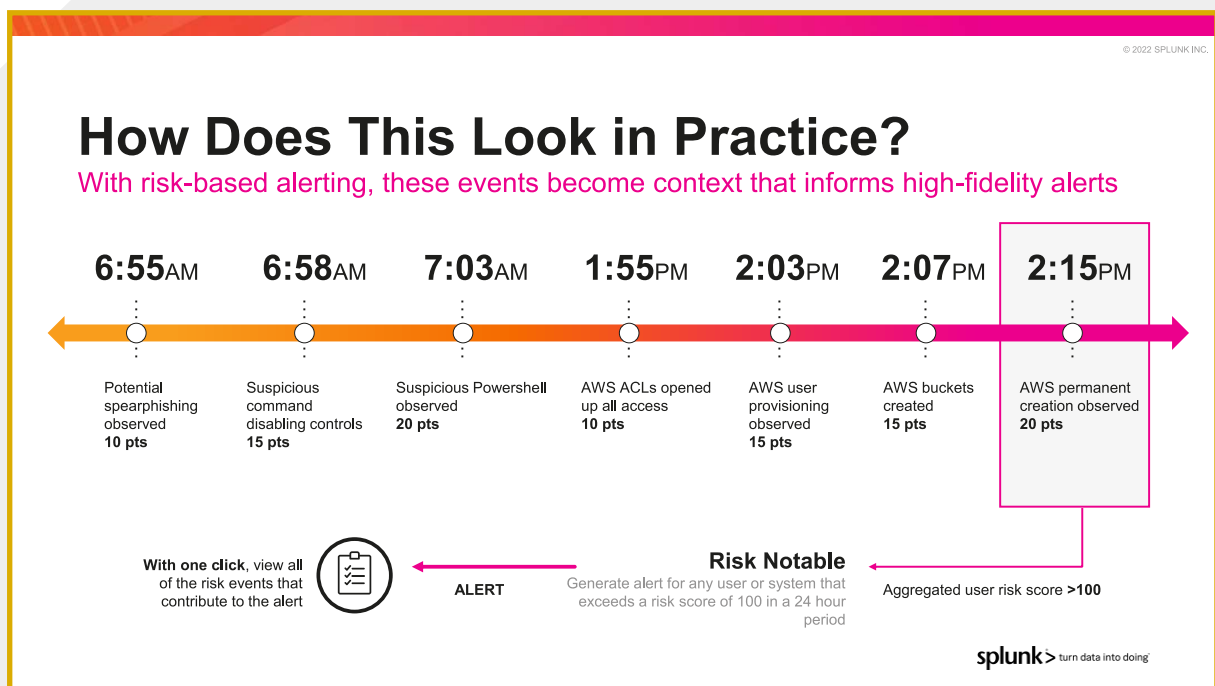 © 2022 SPLUNK INC.
How Does This Look in Practice?
With risk-based alerting, these events become context that informs high-fidelity alerts
6:55AM
6:58AM
7:03AM
1:55PM
2:03PM
2:07PM
2:15PM
Potential
spearphishing
observed
10 pts
Suspicious
command
disabling controls
15 pts
Suspicious Powershell
observed
20 pts
AWS ACLs opened
up all access
10 pts
AWS user
provisioning
observed
15 pts
AWS buckets
created
15 pts
AWS permanent
creation observed
20 pts
With one click, view all
of the risk events that
contribute to the alert
ALERT
Risk Notable
Generate alert for any user or system that
exceeds a risk score of 100 in a 24 hour
period
Aggregated user risk score >100
splunk> turn data into doing